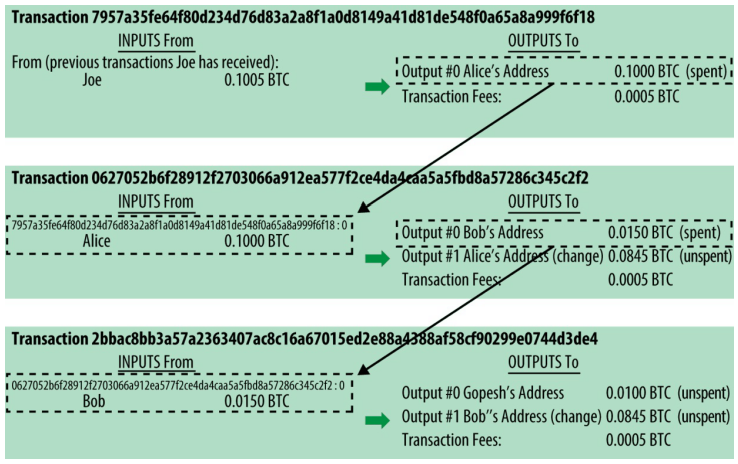 Transaction 7957a35fe64f80d234d76d83a2a8f1a0d8149a41d81de548f0a65a8a999f6f18
INPUTS From
OUTPUTS To
From (previous transactions Joe has received):
Joe 0.1005 BTC
Output #0 Alice's Address 0.1000 BTC (spent)
Transaction Fees: 0.0005 BTC
Transaction 0627052b6f28912f2703066a912ea577f2ce4da4caa5a5fbd8a57286c345c2f2
INPUTS From
OUTPUTS To
7957a35fe64f80d234d76d83a2a8f1a0d8149a41d81de548f0a65a8a999f6f18 : 0
Alice 0.1000 BTC
Output #0 Bob's Address 0.0150 BTC (spent)
Output #1 Alice's Address (change) 0.0845 BTC (unspent)
Transaction Fees: 0.0005 BTC
Transaction 2bbac8bb3a57a2363407ac8c16a67015ed2e88a4388af58cf90299e0744d3de4
INPUTS From
OUTPUTS To
0627052b6f28912f2703066a912ea577f2ce4da4caa5a5fbd8a57286c345c2f2 : 0
Bob 0.0150 BTC
Output #0 Gopesh's Address 0.0100 BTC (unspent)
Output #1 Bob''s Address (change) 0.0845 BTC (unspent)
Transaction Fees: 0.0005 BTC